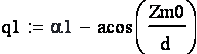 q1 := α1 − acos(Zm0/d)